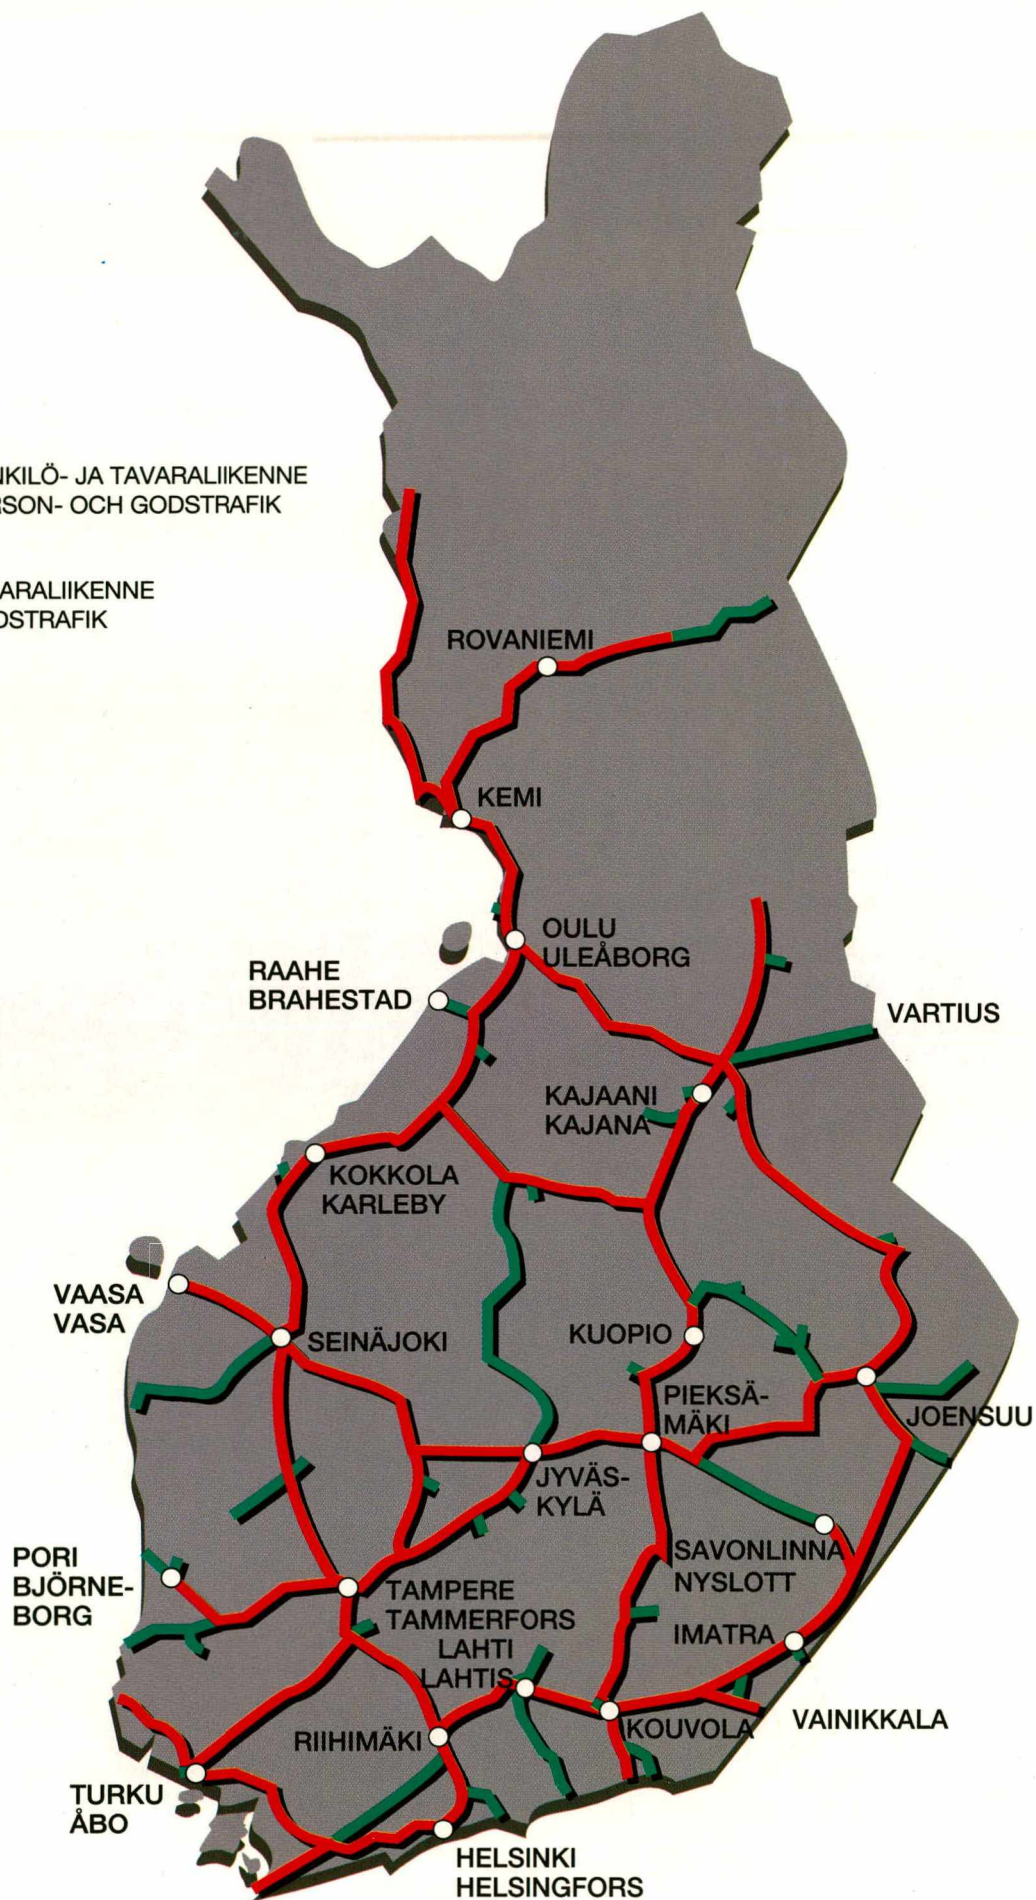 NKILÖ- JA TAVARALIIKENNE
RSON- OCH GODSTRAFIK
ARALIIKENNE
DSTRAFIK
ROVANIEMI
KEMI
OULU
ULEÅBORG
RAAHE
BRAHESTAD
VARTIUS
KAJAANI
KAJANA
KOKKOLA
KARLEBY
VAASA
VASA
SEINÄJOKI
KUOPIO
PIEKSÄ-
MÄKI
JOENSUU
JYVÄS-
KYLÄ
SAVONLINNA
NYSLOTT
PORI
BJÖRNE-
BORG
TAMPERE
TAMMERFORS
LAHTI
LAHTIS
IMATRA
RIIHIMÄKI
KOUVOLA
VAINIKKALA
TURKU
ÅBO
HELSINKI
HELSINGFORS